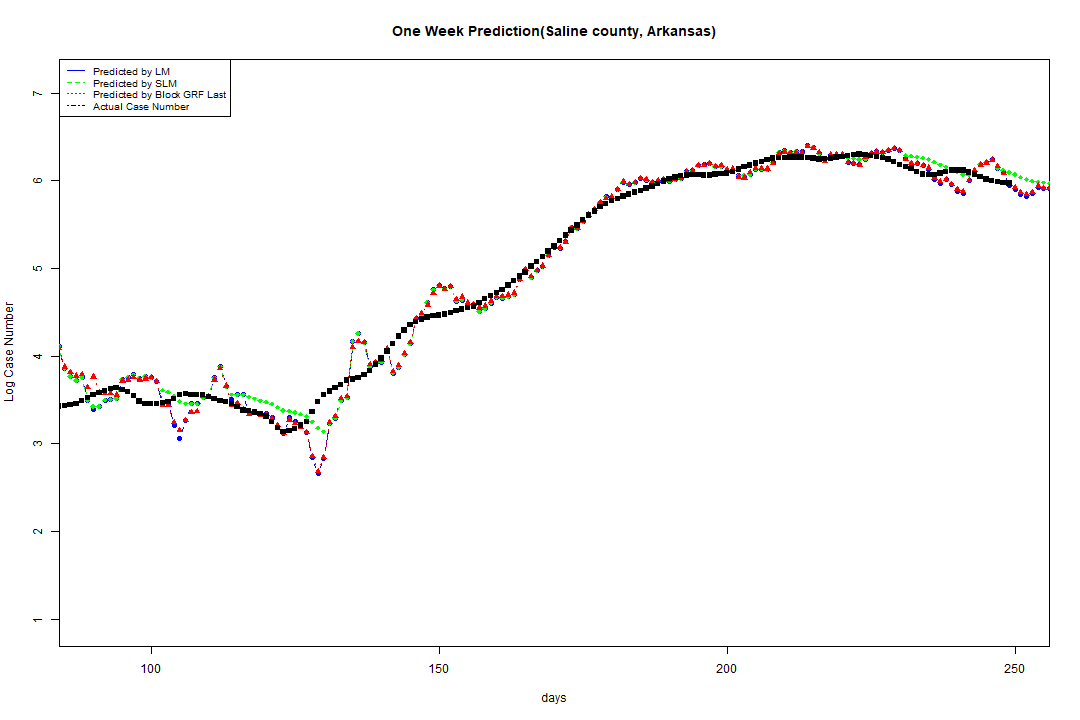 One Week Prediction(Saline county, Arkansas)
Predicted by LM
Predicted by SLM
Predicted by Block GRF Last
Actual Case Number
7
6
5
4
3
2
1
Log Case Number
100 150 200 250
days